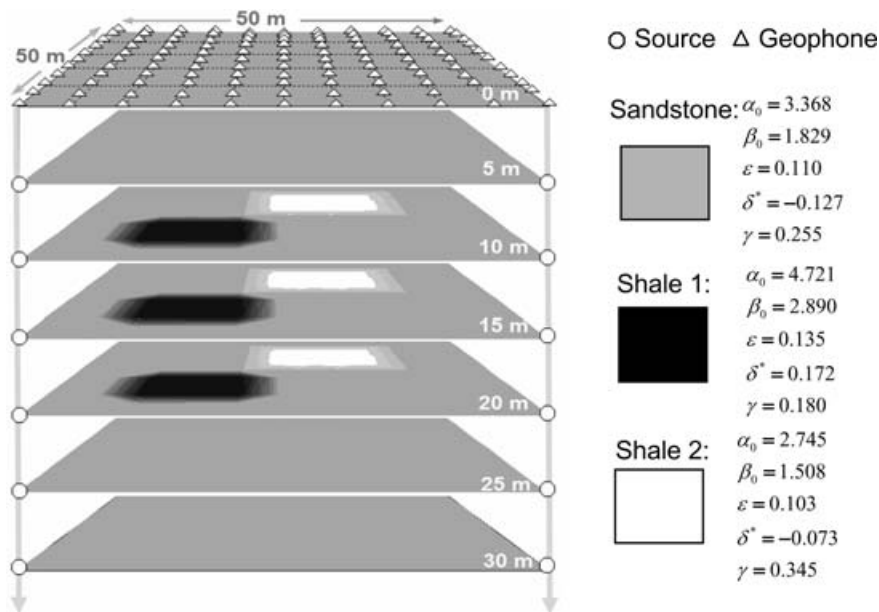 50 m
50 m
0 m
5 m
10 m
15 m
20 m
25 m
30 m
Source
Geophone
Sandstone:
α₀ = 3.368
β₀ = 1.829
ε = 0.110
δ* = −0.127
γ = 0.255
Shale 1:
α₀ = 4.721
β₀ = 2.890
ε = 0.135
δ* = 0.172
γ = 0.180
Shale 2:
α₀ = 2.745
β₀ = 1.508
ε = 0.103
δ* = −0.073
γ = 0.345